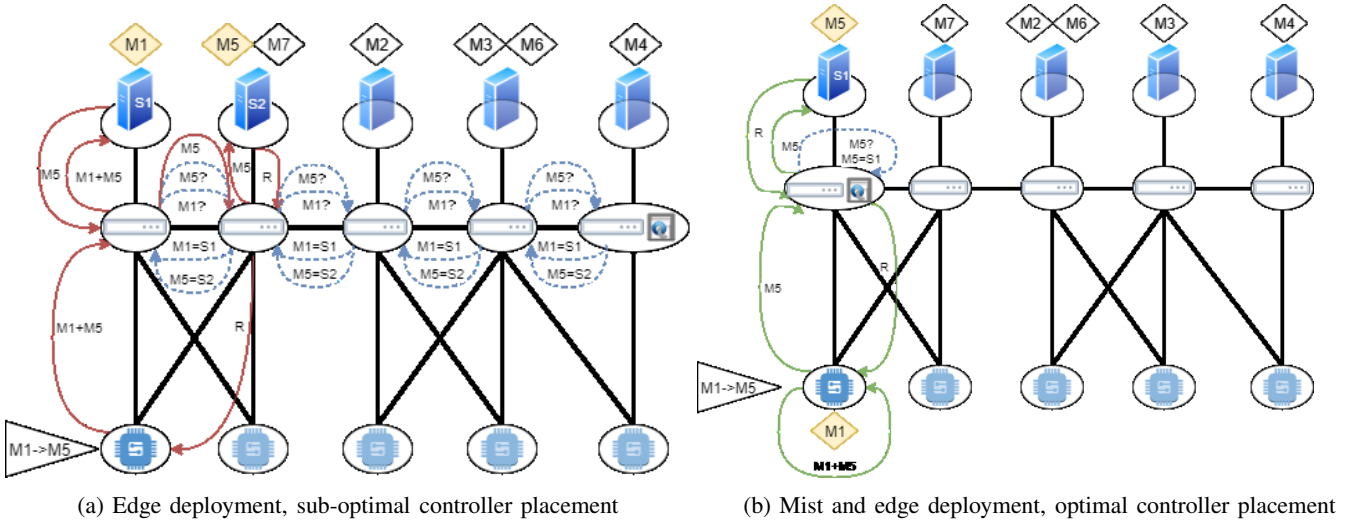 M1 M5 M7 M2 M3 M6 M4
S1 S2
M5 M1+M5 M5 M5? M1? M5 R M5? M1? M5? M1? M5? M1?
M1=S1 M1=S1 M1=S1 M1=S1
M5=S2 M5=S2 M5=S2 M5=S2
M1+M5 R
M1->M5
(a) Edge deployment, sub-optimal controller placement
M5 M7 M2 M6 M3 M4
S1
R M5 M5?
M5=S1
M5 R
M1->M5
M1
M1+M5
(b) Mist and edge deployment, optimal controller placement